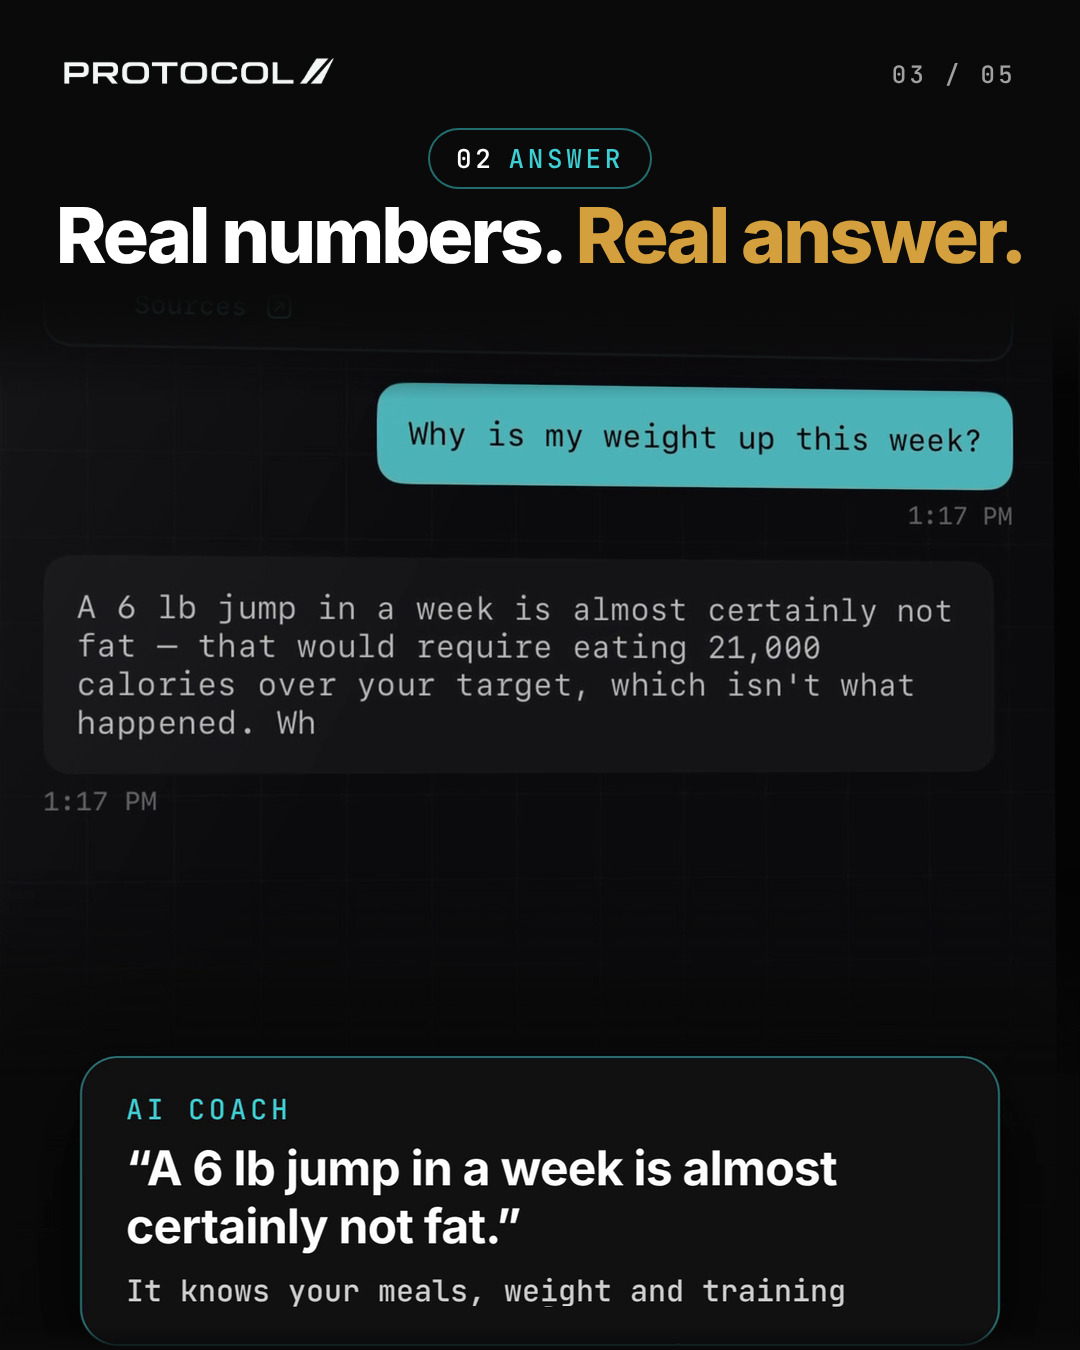 PROTOCOL
03 / 05
02 ANSWER
Real numbers. Real answer.
Sources
Why is my weight up this week?
1:17 PM
A 6 lb jump in a week is almost certainly not
fat — that would require eating 21,000
calories over your target, which isn't what
happened. Wh
1:17 PM
AI COACH
“A 6 lb jump in a week is almost
certainly not fat.”
It knows your meals, weight and training